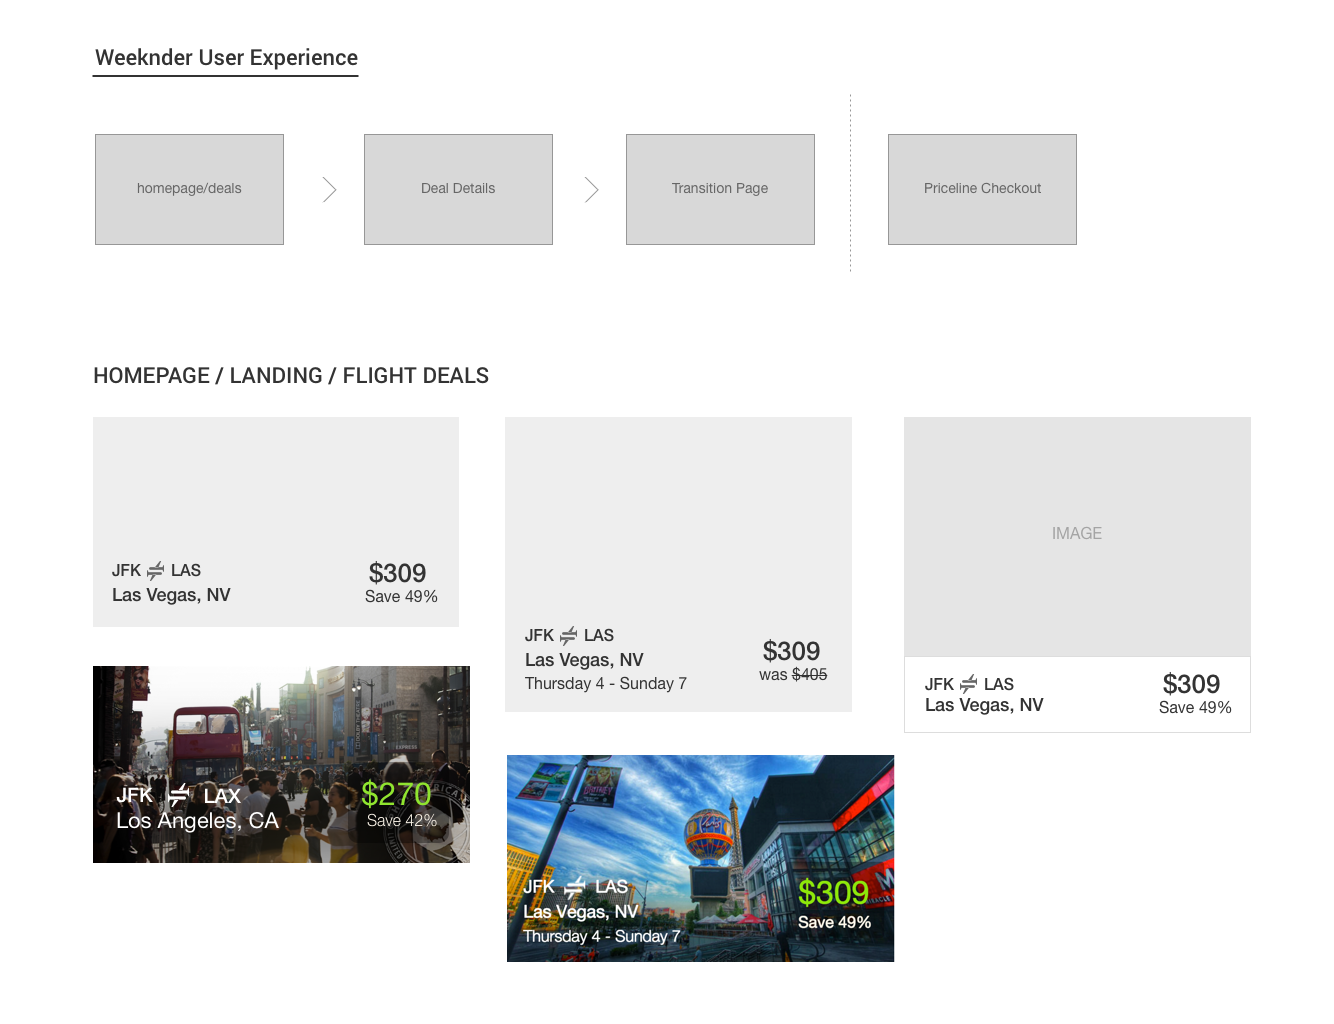 Weeknder User Experience
homepage/deals
Deal Details
Transition Page
Priceline Checkout
HOMEPAGE / LANDING / FLIGHT DEALS
JFK LAS
Las Vegas, NV
$309
Save 49%
JFK LAS
Las Vegas, NV
Thursday 4 - Sunday 7
$309
was $405
IMAGE
JFK LAS
Las Vegas, NV
$309
Save 49%
EXPRESS
JFK LAX
Los Angeles, CA
$270
Save 42%
Paris
JFK LAS
Las Vegas, NV
Thursday 4 - Sunday 7
$309
Save 49%